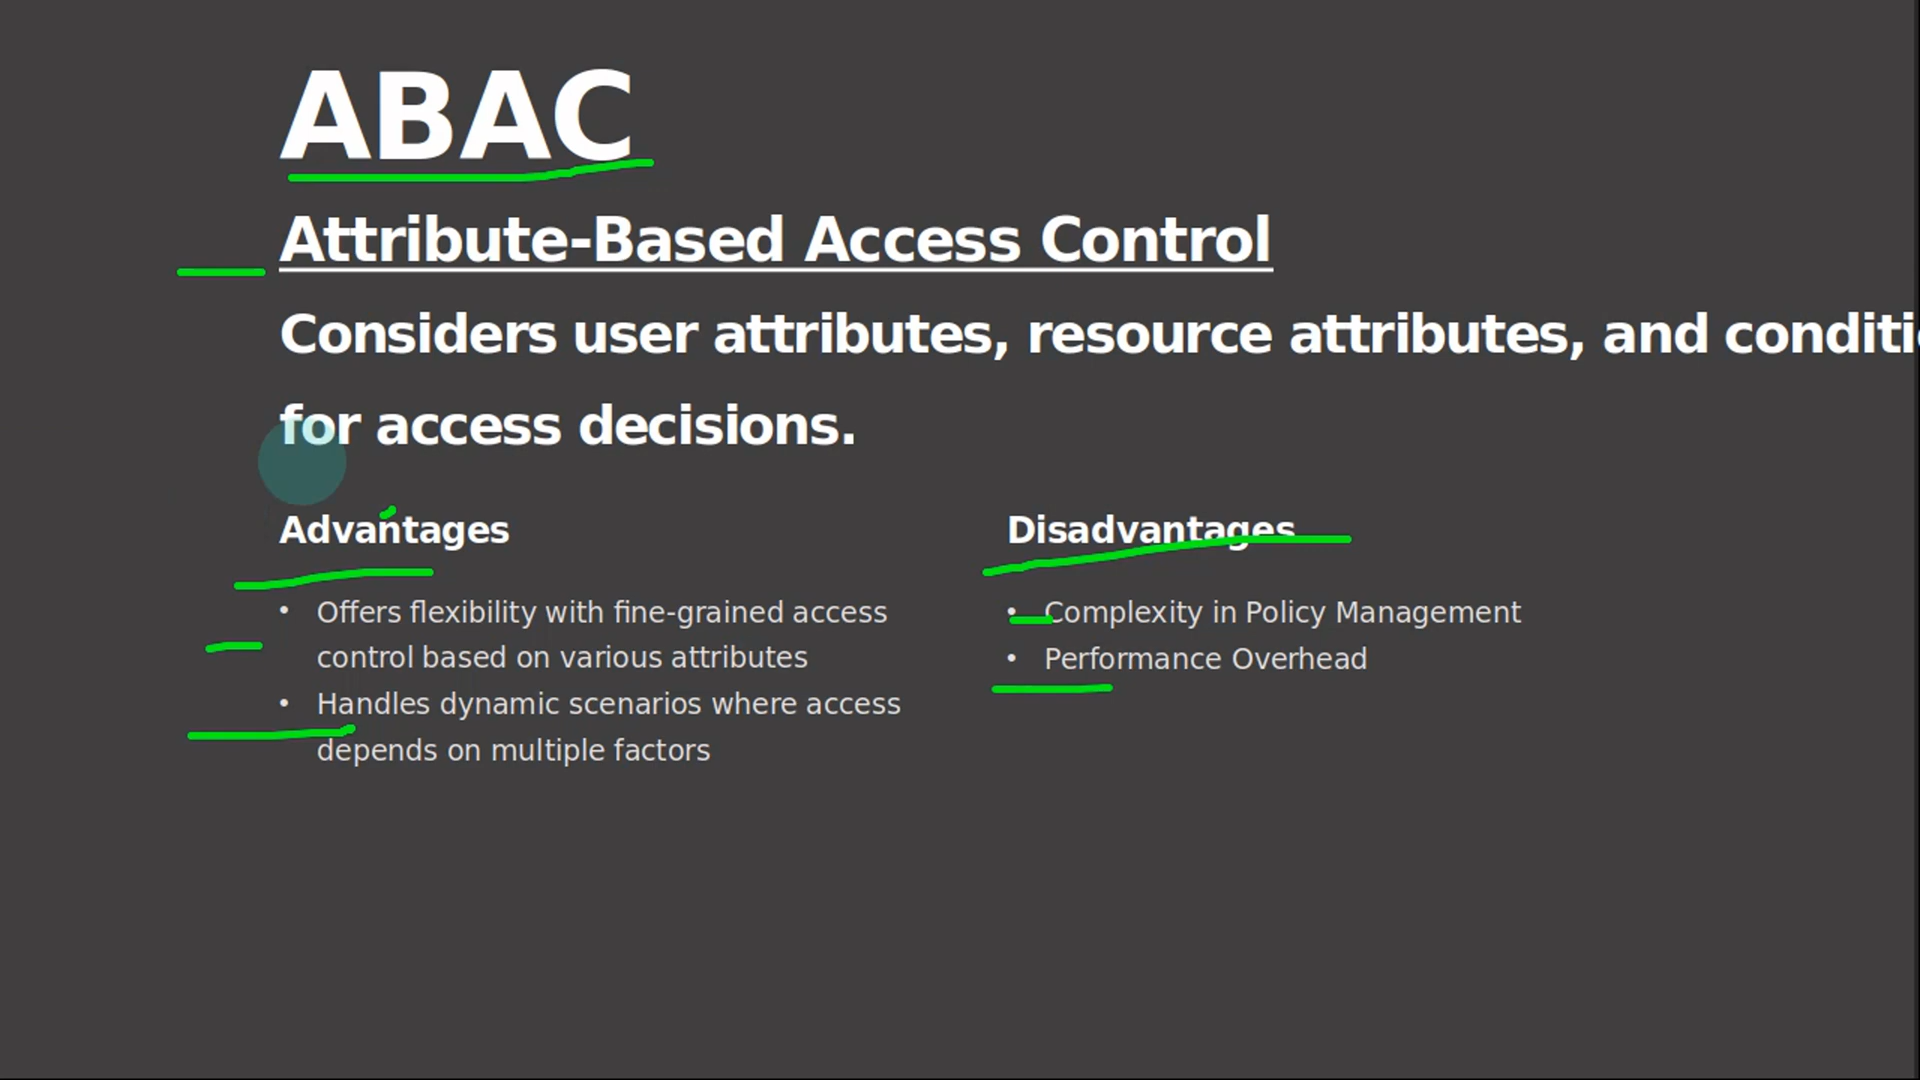 ABAC
Attribute-Based Access Control
Considers user attributes, resource attributes, and
for access decisions.
Advantages
• Offers flexibility with fine-grained access
control based on various attributes
• Handles dynamic scenarios where access
depends on multiple factors
Disadvantages
• Complexity in Policy Management
• Performance Overhead